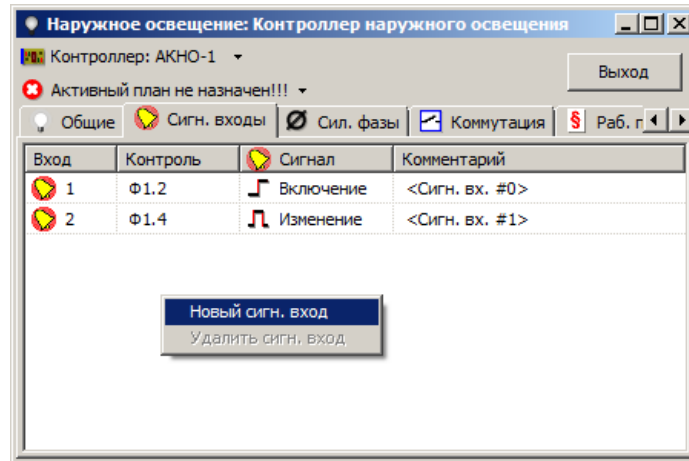 Наружное освещение: Контроллер наружного освещения
Контроллер: АКНО-1
Выход
Активный план не назначен!!!
Общие Сигн. входы Сил. фазы Коммутация § Раб. п
Вход Контроль Сигнал Комментарий
1 Ф1.2 Включение <Сигн. вх. #0>
2 Ф1.4 Изменение <Сигн. вх. #1>
Новый сигн. вход
Удалить сигн. вход